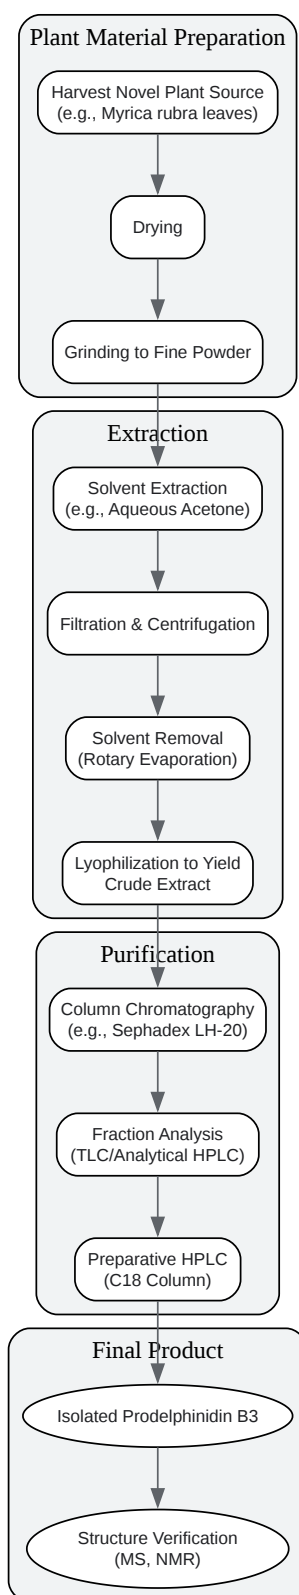 Plant Material Preparation
Harvest Novel Plant Source
(e.g., Myrica rubra leaves)
Drying
Grinding to Fine Powder
Extraction
Solvent Extraction
(e.g., Aqueous Acetone)
Filtration & Centrifugation
Solvent Removal
(Rotary Evaporation)
Lyophilization to Yield
Crude Extract
Purification
Column Chromatography
(e.g., Sephadex LH-20)
Fraction Analysis
(TLC/Analytical HPLC)
Preparative HPLC
(C18 Column)
Final Product
Isolated Prodelphinidin B3
Structure Verification
(MS, NMR)